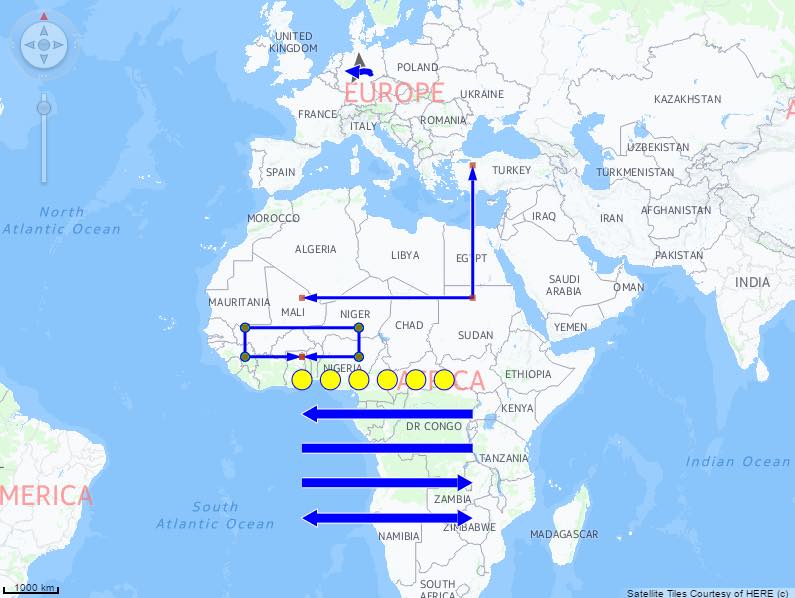 UNITED
KINGDOM
POLAND
EUROPE
UKRAINE
KAZAKHSTAN
FRANCE
ROMANIA
ITALY
UZBEKISTAN
SPAIN
TURKEY
TURKMENISTAN
North
Atlantic Ocean
MOROCCO
IRAQ
IRAN
AFGHANISTAN
ALGERIA
LIBYA
EGYPT
PAKISTAN
SAUDI
ARABIA
OMAN
INDIA
MAURITANIA
MALI
NIGER
CHAD
SUDAN
YEMEN
NIGERIA
AFRICA
ETHIOPIA
KENYA
DR CONGO
TANZANIA
Indian Ocean
MERICA
South
Atlantic Ocean
ZAMBIA
ZIMBABWE
NAMIBIA
MADAGASCAR
SOUTH
AFRICA
1000 km
Satellite Tiles Courtesy of HERE (c)